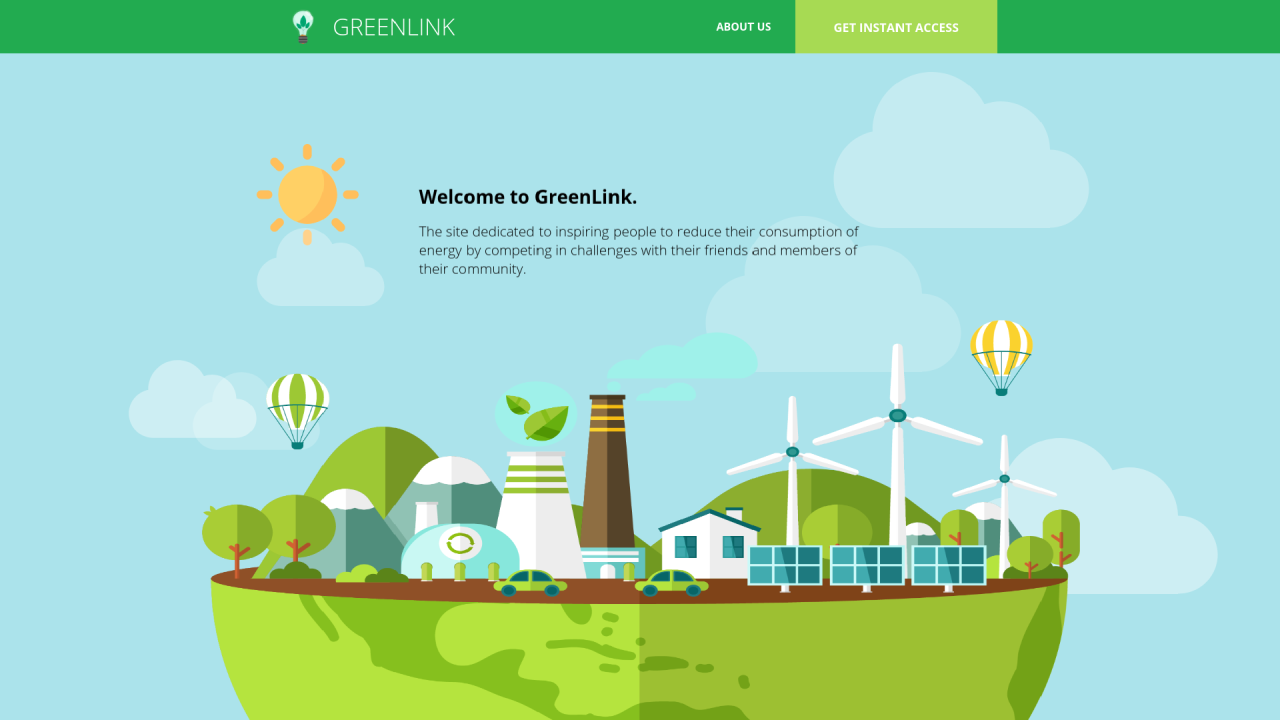 GREENLINK
ABOUT US
GET INSTANT ACCESS
Welcome to GreenLink.
The site dedicated to inspiring people to reduce their consumption of
energy by competing in challenges with their friends and members of
their community.